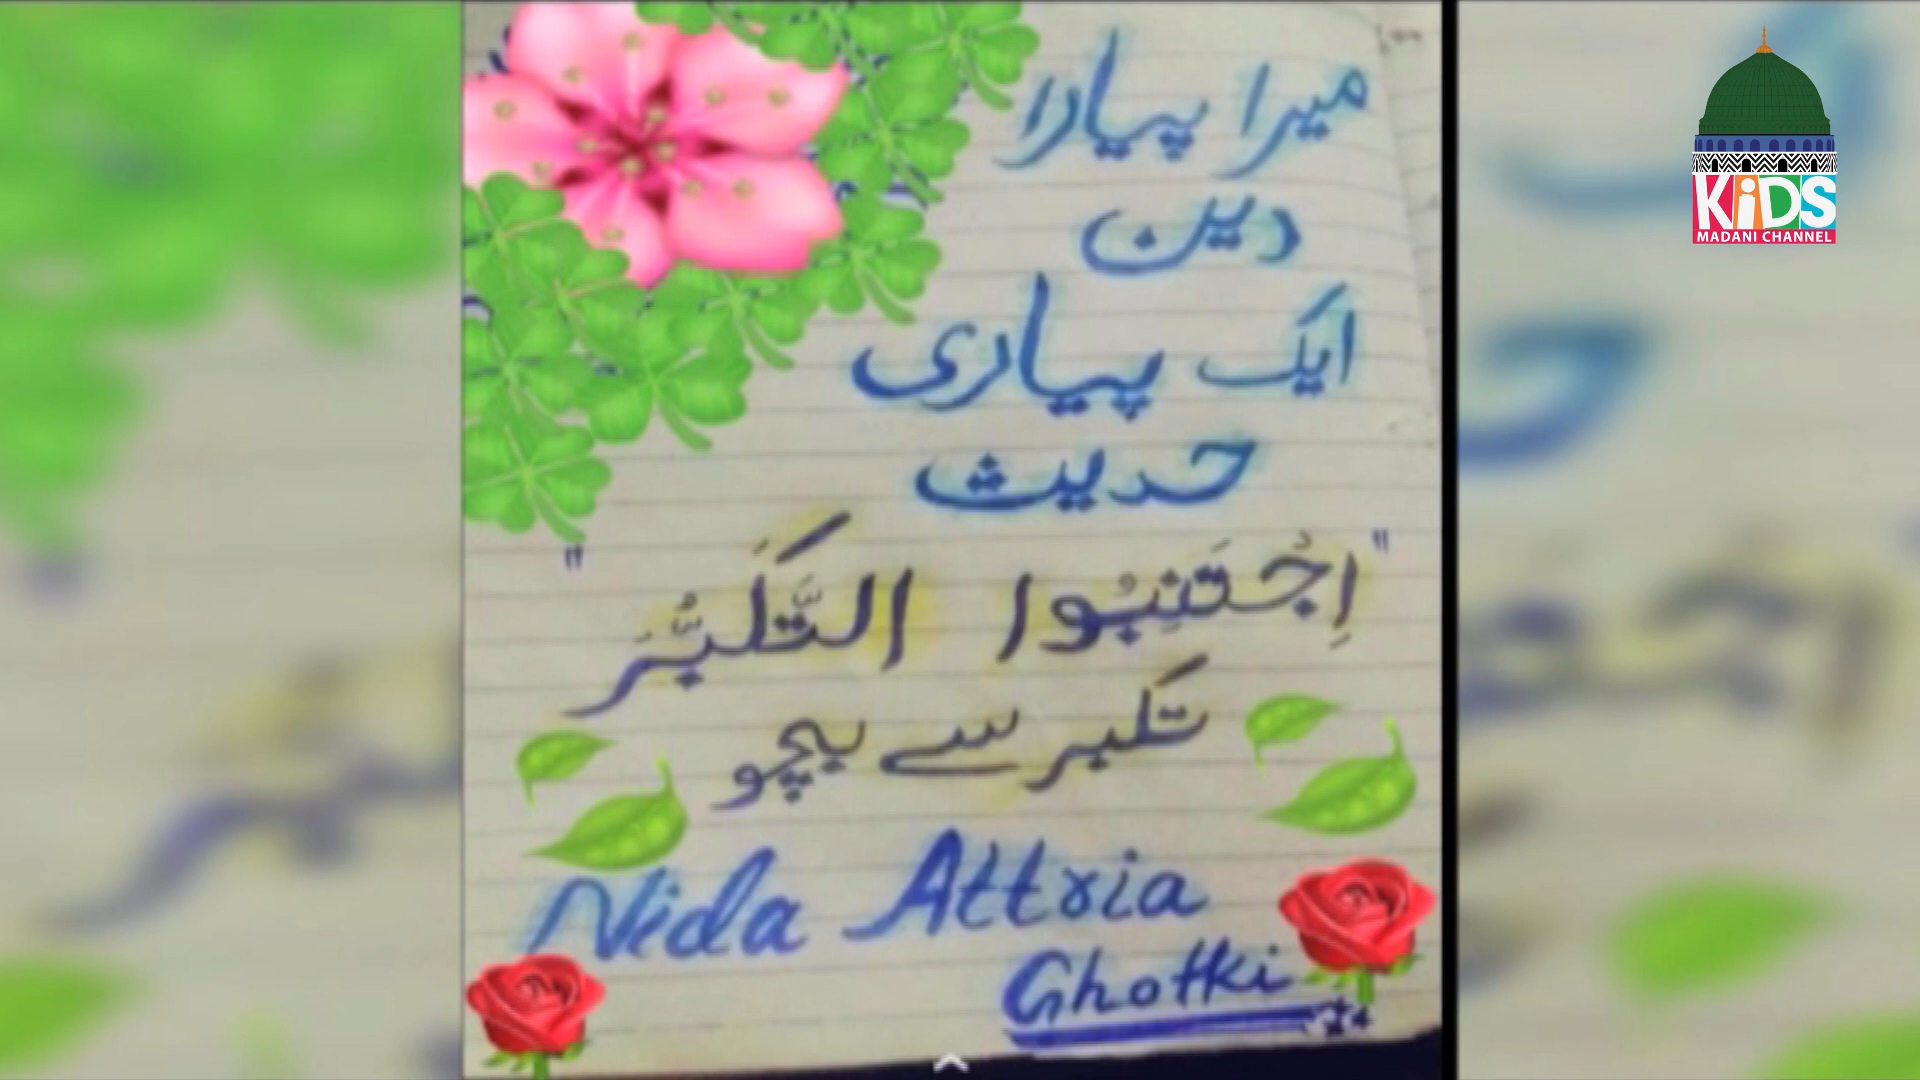 میرا پیارا
دین
ایک پیاری
حدیث
"اِجْتَنِبُوا التَّکَبُّرَ"
تکبر سے بچو
Nida Attria
Ghotki
KiDS
MADANI CHANNEL